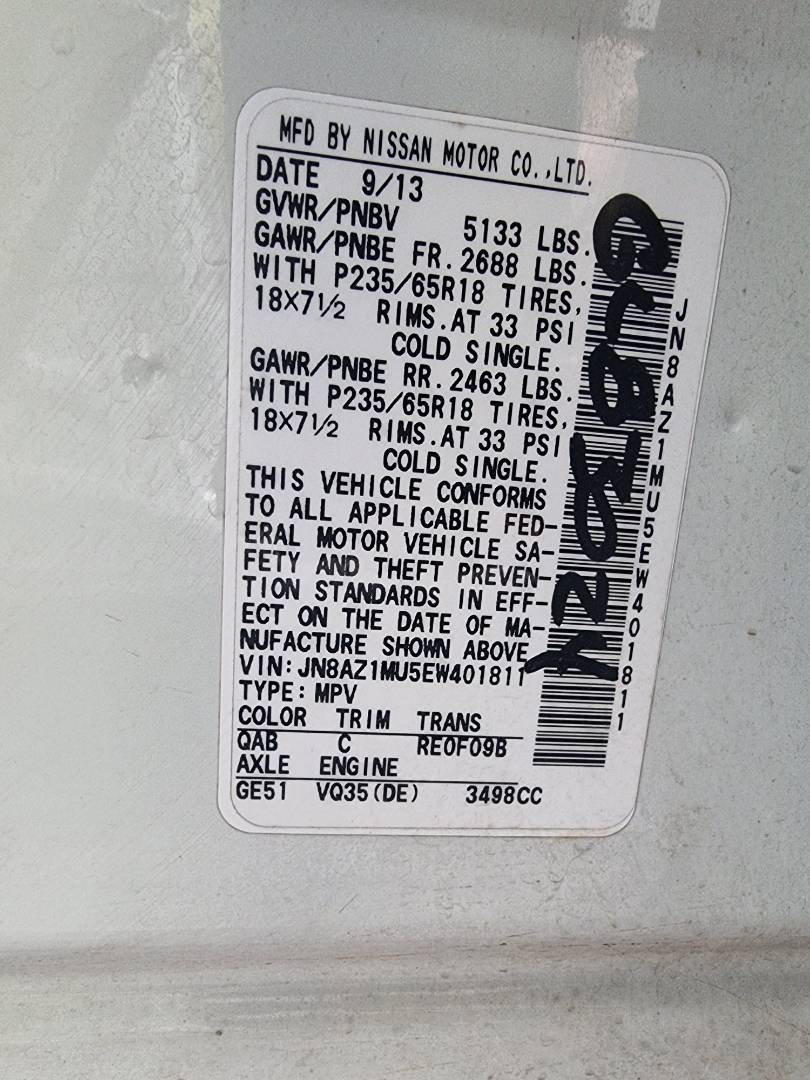 MFD BY NISSAN MOTOR CO.,LTD.
DATE 9/13
GVWR/PNBV 5133 LBS.
GAWR/PNBE FR.2688 LBS.
WITH P235/65R18 TIRES,
18X7½ RIMS.AT 33 PSI
COLD SINGLE.
GAWR/PNBE RR.2463 LBS.
WITH P235/65R18 TIRES,
18X7½ RIMS.AT 33 PSI
COLD SINGLE.
THIS VEHICLE CONFORMS
TO ALL APPLICABLE FED-
ERAL MOTOR VEHICLE SA-
FETY AND THEFT PREVEN-
TION STANDARDS IN EFF-
ECT ON THE DATE OF MA-
NUFACTURE SHOWN ABOVE
VIN:JN8AZ1MU5EW401811
TYPE:MPV
COLOR TRIM TRANS
QAB C RE0F09B
AXLE ENGINE
GE51 VQ35(DE) 3498CC
JN8AZ1MU5EW401811